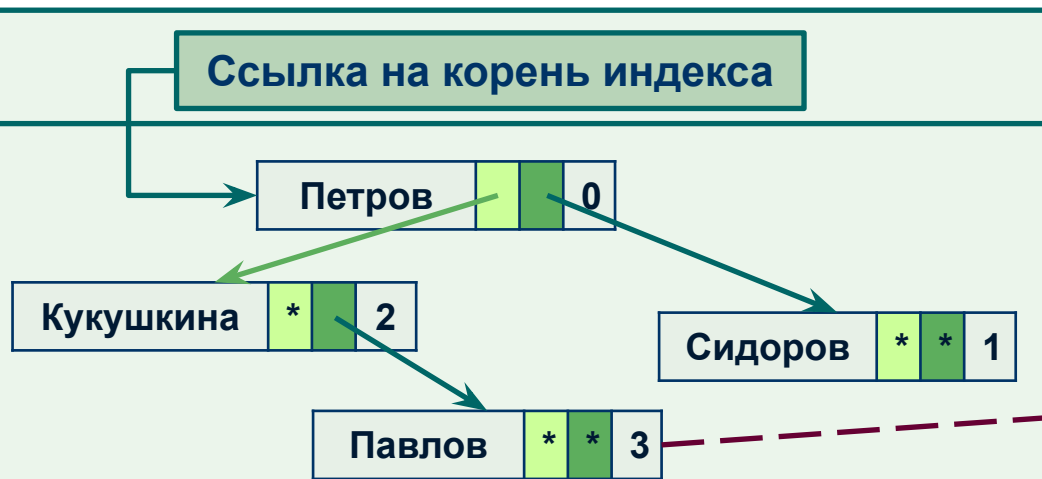 Ссылка на корень индекса
Петров 0
Кукушкина * 2
Сидоров * * 1
Павлов * * 3